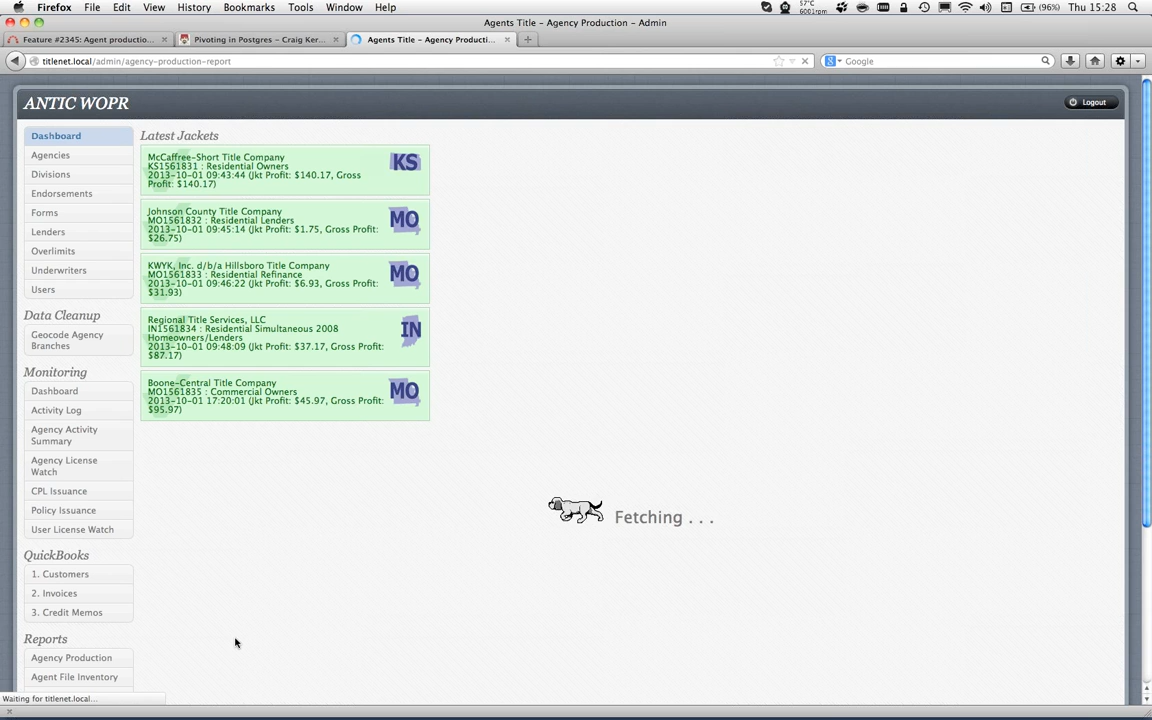 Firefox File Edit View History Bookmarks Tools Window Help 57°C 6001rpm (96%) Thu 15:28
Agents Title – Agency Production – Admin
Feature #2345: Agent productio... × Pivoting in Postgres – Craig Ker... × Agents Title – Agency Producti... × +
titlenet.local/admin/agency-production-report Google
ANTIC WOPR
Logout
Dashboard
Agencies
Divisions
Endorsements
Forms
Lenders
Overlimits
Underwriters
Users
Data Cleanup
Geocode Agency
Branches
Monitoring
Dashboard
Activity Log
Agency Activity
Summary
Agency License
Watch
CPL Issuance
Policy Issuance
User License Watch
QuickBooks
1. Customers
2. Invoices
3. Credit Memos
Reports
Agency Production
Agent File Inventory
Latest Jackets
McCaffree-Short Title Company
KS1561831 : Residential Owners
2013-10-01 09:43:44 (Jkt Profit: $140.17, Gross
Profit: $140.17)
KS
Johnson County Title Company
MO1561832 : Residential Lenders
2013-10-01 09:45:14 (Jkt Profit: $1.75, Gross Profit:
$26.75)
MO
KWYK, Inc. d/b/a Hillsboro Title Company
MO1561833 : Residential Refinance
2013-10-01 09:46:22 (Jkt Profit: $6.93, Gross Profit:
$31.93)
MO
Regional Title Services, LLC
IN1561834 : Residential Simultaneous 2008
Homeowners/Lenders
2013-10-01 09:48:09 (Jkt Profit: $37.17, Gross Profit:
$87.17)
IN
Boone-Central Title Company
MO1561835 : Commercial Owners
2013-10-01 17:20:01 (Jkt Profit: $45.97, Gross Profit:
$95.97)
MO
Fetching . . .
Waiting for titlenet.local...